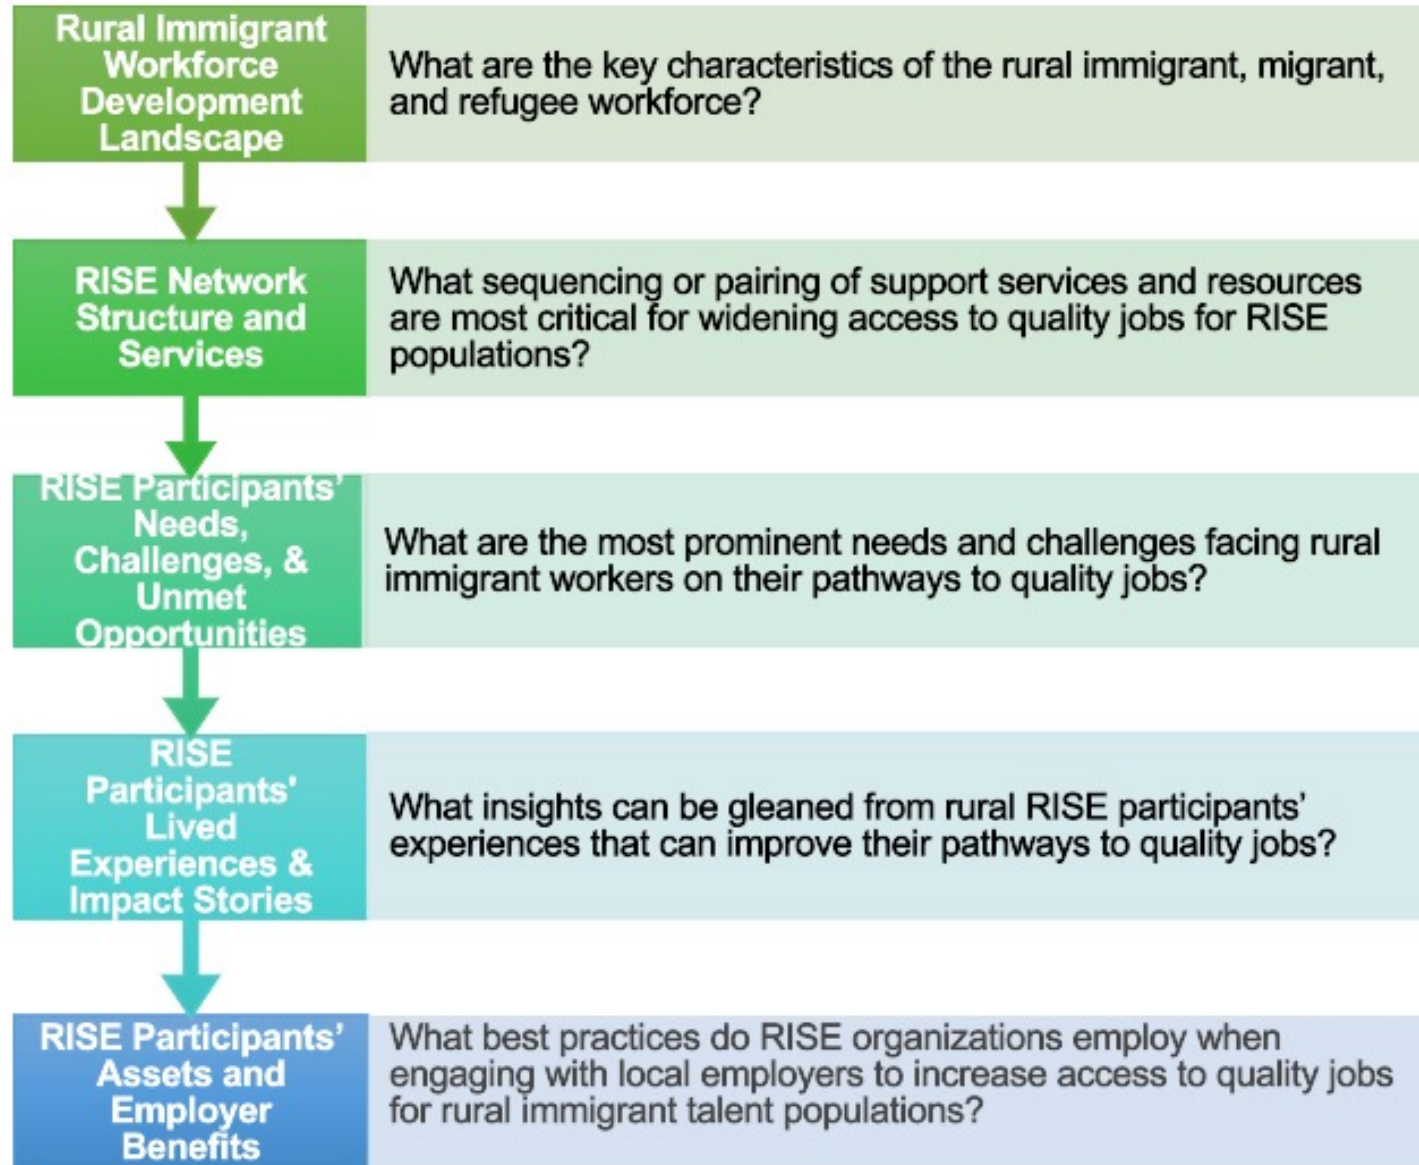 Rural Immigrant
Workforce
Development
Landscape
What are the key characteristics of the rural immigrant, migrant,
and refugee workforce?
RISE Network
Structure and
Services
What sequencing or pairing of support services and resources
are most critical for widening access to quality jobs for RISE
populations?
RISE Participants’
Needs,
Challenges, &
Unmet
Opportunities
What are the most prominent needs and challenges facing rural
immigrant workers on their pathways to quality jobs?
RISE
Participants'
Lived
Experiences &
Impact Stories
What insights can be gleaned from rural RISE participants’
experiences that can improve their pathways to quality jobs?
RISE Participants’
Assets and
Employer
Benefits
What best practices do RISE organizations employ when
engaging with local employers to increase access to quality jobs
for rural immigrant talent populations?